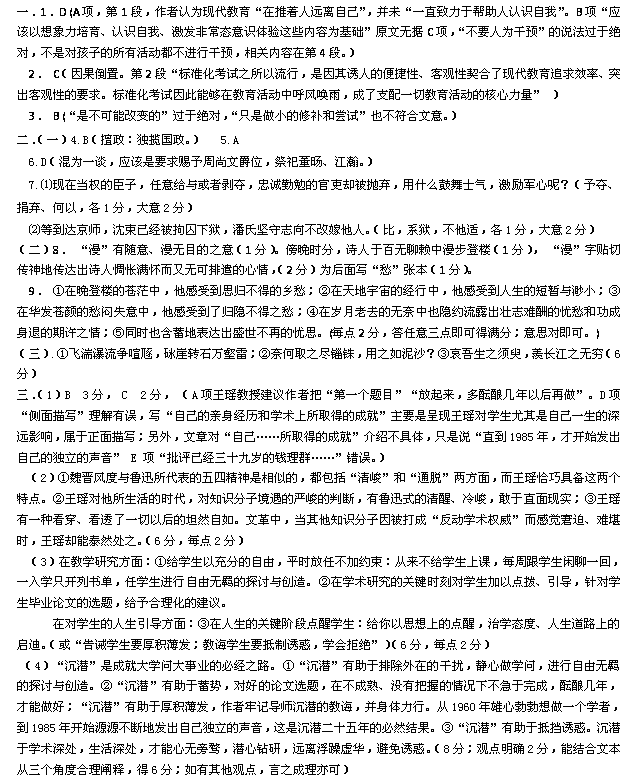 一.1.D(A项，第1段，作者认为现代教育“在推着人远离自己”，并未“一直致力于帮助人认识自我”。B项“应
该以想象力培育、认识自我、激发非常态意识体验这些内容为基础”原文无据C项，“不要人为干预”的说法过于绝
对，不是对孩子的所有活动都不进行干预，相关内容在第4段。)
2. C(因果倒置。第2段“标准化考试之所以流行，是因其诱人的便捷性、客观性契合了现代教育追求效率、突
出客观性的要求。标准化考试因此能够在教育活动中呼风唤雨，成了支配一切教育活动的核心力量” )
3. B(“是不可能改变的”过于绝对，“只是做小的修补和尝试”也不符合文意。)
二.(一)4.B(擅政：独揽国政。) 5.A
6.D(混为一谈，应该是要求赐予周尚文爵位，祭祀董旸、江瀚。)
7.⑴现在当权的臣子，任意给与或者剥夺，忠诚勤勉的官吏却被抛弃，用什么鼓舞士气，激励军心呢？(予夺、
捐弃、何以，各1分，大意2分)
⑵等到达京师，沈束已经被拘囚下狱，潘氏坚守志向不改嫁他人。(比，系狱，不他适，各1分，大意2分)
(二)8. “漫”有随意、漫无目的之意(1分)。傍晚时分，诗人于百无聊赖中漫步登楼(1分)， “漫”字贴切
传神地传达出诗人惆怅满怀而又无可排遣的心情，(2分)为后面写“愁”张本(1分)。
9. ①在晚登楼的苍茫中，他感受到思归不得的乡愁；②在天地宇宙的经行中，他感受到人生的短暂与渺小；③
在华发苍颜的愁闷失意中，他感受到了归隐不得之愁；④在岁月老去的无奈中也隐约流露出壮志难酬的忧愁和功成
身退的期许之情；⑤同时也含蓄地表达出盛世不再的忧思。(每点2分，答任意三点即可得满分；意思对即可。)
(三).①飞湍瀑流争喧豗，砯崖转石万壑雷；②奈何取之尽锱铢，用之如泥沙？③哀吾生之须臾，羡长江之无穷(6
分)
三.(1)B 3分， C 2分， (A项王瑶教授建议作者把“第一个题目”“放起来，多酝酿几年以后再做”。D项
“侧面描写”理解有误，写“自己的亲身经历和学术上所取得的成就”主要是呈现王瑶对学生尤其是自己一生的深
远影响，属于正面描写；另外，文章对“自己……所取得的成就”介绍不具体，只是说“直到1985年，才开始发出
自己的独立的声音” E 项“批评已经三十九岁的钱理群……”错误。)
(2)①魏晋风度与鲁迅所代表的五四精神是相似的，都包括“清峻”和“通脱”两方面，而王瑶恰巧具备这两个
特点。②王瑶对他所生活的时代，对知识分子境遇的严峻的判断，有鲁迅式的清醒、冷峻，敢于直面现实；③王瑶
有一种看穿、看透了一切以后的坦然自如。文革中，当其他知识分子因被打成“反动学术权威”而感觉窘迫、难堪
时，王瑶却能泰然处之。(6分，每点2分)
(3)在教学研究方面：①给学生以充分的自由，平时放任不加约束：从来不给学生上课，每周跟学生闲聊一回，
一入学只开列书单，任学生进行自由无羁的探讨与创造。②在学术研究的关键时刻对学生加以点拨、引导，针对学
生毕业论文的选题，给予合理化的建议。
在对学生的人生引导方面：③在人生的关键阶段点醒学生：给你以思想上的点醒，治学态度、人生道路上的
启迪。(或“告诫学生要厚积薄发；教诲学生要抵制诱惑，学会拒绝”)(6分，每点2分)
(4)“沉潜”是成就大学问大事业的必经之路。①“沉潜”有助于排除外在的干扰，静心做学问，进行自由无羁
的探讨与创造。②“沉潜”有助于蓄势，对好的论文选题，在不成熟、没有把握的情况下不急于完成，酝酿几年，
才能做好；“沉潜”有助于厚积薄发，作者牢记导师沉潜的教诲，并身体力行。从1960年雄心勃勃想做一个学者，
到1985年开始源源不断地发出自己独立的声音，这是沉潜二十五年的必然结果。③“沉潜”有助于抵挡诱惑。沉潜
于学术深处，生活深处，才能心无旁骛，潜心钻研，远离浮躁虚华，避免诱惑。(8分；观点明确2分，能结合文本
从三个角度合理阐释，得6分；如有其他观点，言之成理亦可)